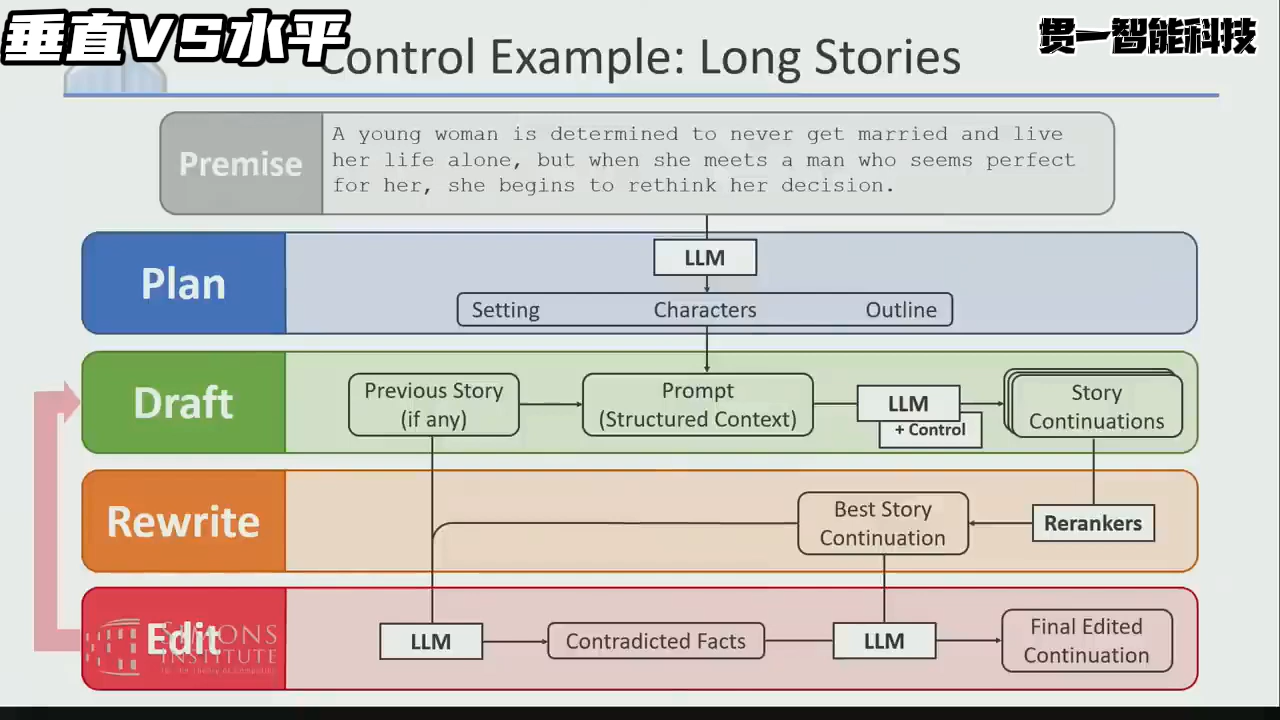 垂直VS水平
贯一智能科技
Control Example: Long Stories
Premise
A young woman is determined to never get married and live
her life alone, but when she meets a man who seems perfect
for her, she begins to rethink her decision.
Plan
LLM
Setting
Characters
Outline
Draft
Previous Story
(if any)
Prompt
(Structured Context)
LLM
+ Control
Story
Continuations
Rewrite
Best Story
Continuation
Rerankers
Edit
SIMONS
INSTITUTE
LLM
Contradicted Facts
LLM
Final Edited
Continuation